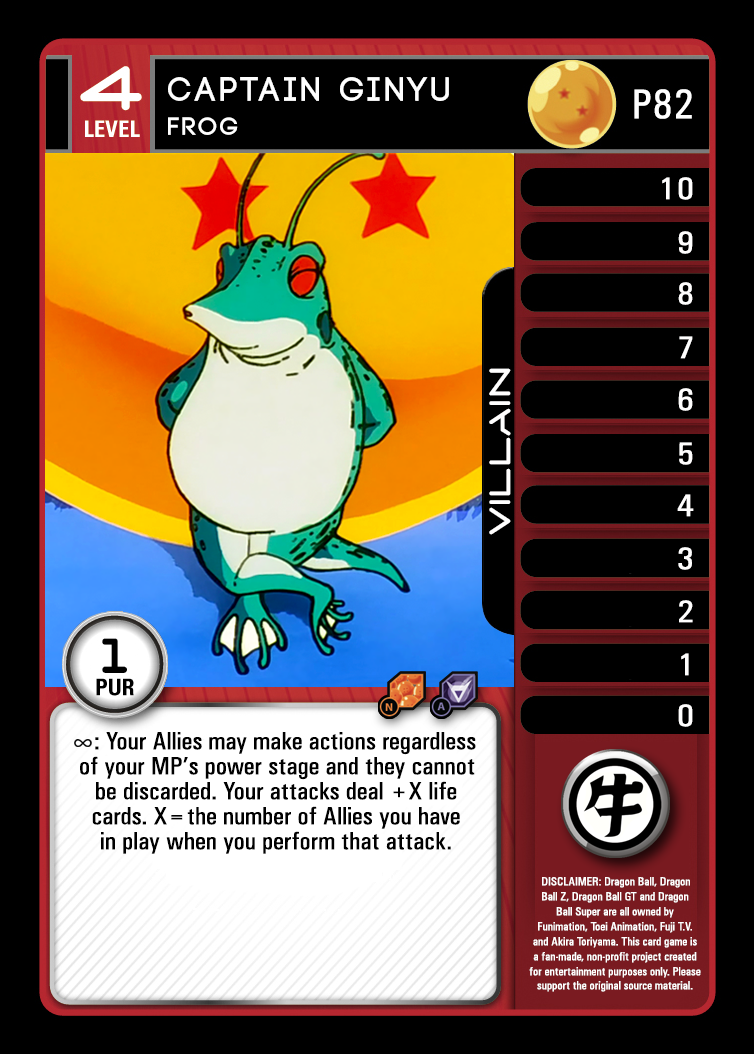 4
LEVEL
CAPTAIN GINYU
FROG
P82
10
9
8
7
6
5
4
3
2
1
0
VILLAIN
1
PUR
N
A
∞: Your Allies may make actions regardless
of your MP's power stage and they cannot
be discarded. Your attacks deal +X life
cards. X = the number of Allies you have
in play when you perform that attack.
牛
DISCLAIMER: Dragon Ball, Dragon
Ball Z, Dragon Ball GT and Dragon
Ball Super are all owned by
Funimation, Toei Animation, Fuji T.V.
and Akira Toriyama. This card game is
a fan-made, non-profit project created
for entertainment purposes only. Please
support the original source material.